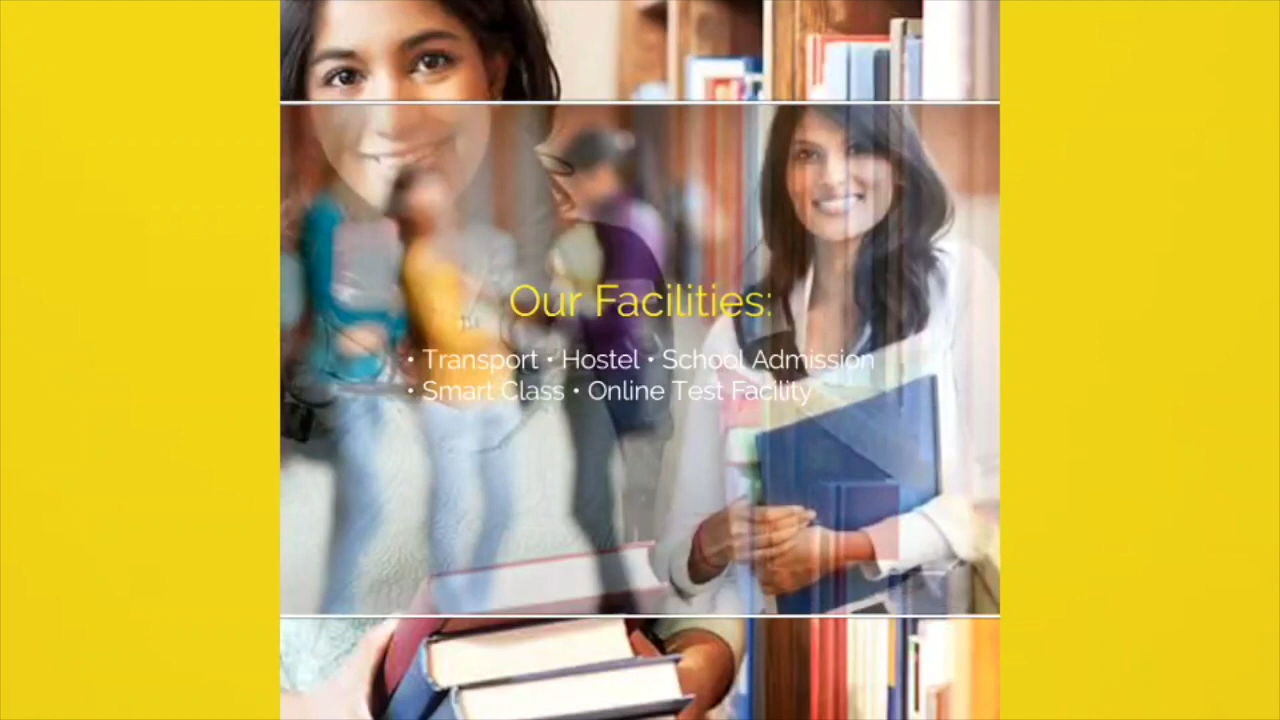 Our Facilities:
• Transport • Hostel • School Admission
• Smart Class • Online Test Facility